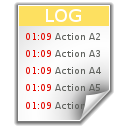 LOG
01:09 Action A2
01:09 Action A3
01:09 Action A4
01:09 Action A5
01:09 Action